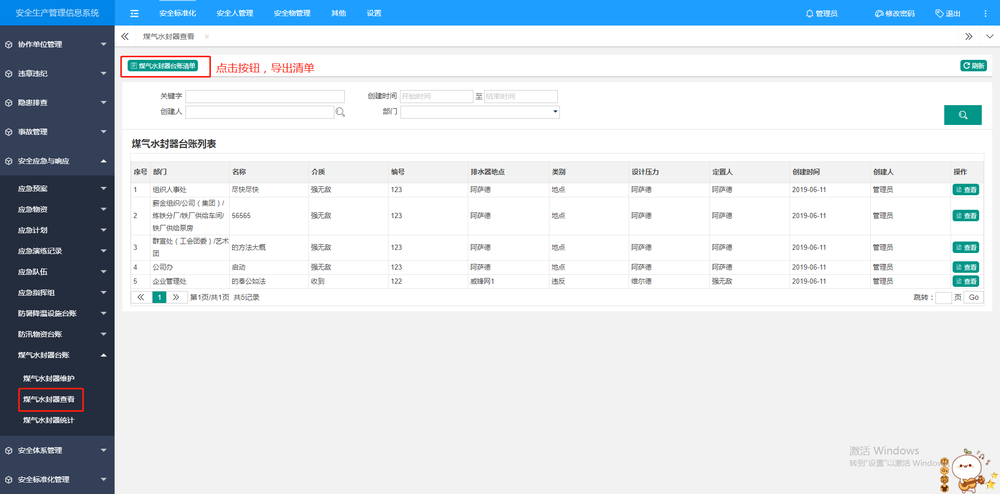 安全生产管理信息系统
安全标准化 安全人管理 安全物管理 其他 设置
管理员 修改密码 退出
煤气水封器查看
协作单位管理
违章违纪
隐患排查
事故管理
安全应急与响应
应急预案
应急物资
应急计划
应急演练记录
应急队伍
应急指挥组
防暑降温设施台账
防汛物资台账
煤气水封器台账
煤气水封器维护
煤气水封器查看
煤气水封器统计
安全体系管理
安全标准化管理
煤气水封器台账清单 点击按钮，导出清单 刷新
关键字 创建时间 开始时间 至 结束时间
创建人 部门
煤气水封器台账列表
序号 部门 名称 介质 编号 排水器地点 类别 设计压力 定置人 创建时间 创建人 操作
1 组织人事处 尽快尽快 强无敌 123 阿萨德 地点 阿萨德 阿萨德 2019-06-11 管理员 查看
薪金组织/公司（集团）/
2 炼铁分厂/铁厂供给车间/ 56565 强无敌 123 阿萨德 地点 阿萨德 阿萨德 2019-06-11 管理员 查看
铁厂供给泵房
群宣处（工会团委）/艺术
3 的方法大概 强无敌 123 阿萨德 地点 阿萨德 阿萨德 2019-06-11 管理员 查看
团
4 公司办 启动 强无敌 123 阿萨德 地点 阿萨德 阿萨德 2019-06-11 管理员 查看
5 企业管理处 的奉公如法 收到 122 威锋网1 违反 维尔德 强无敌 2019-06-11 管理员 查看
1 第1页/共1页 共5记录 跳转： 页 Go
激活 Windows
转到“设置”以激活 Windows。
中
简